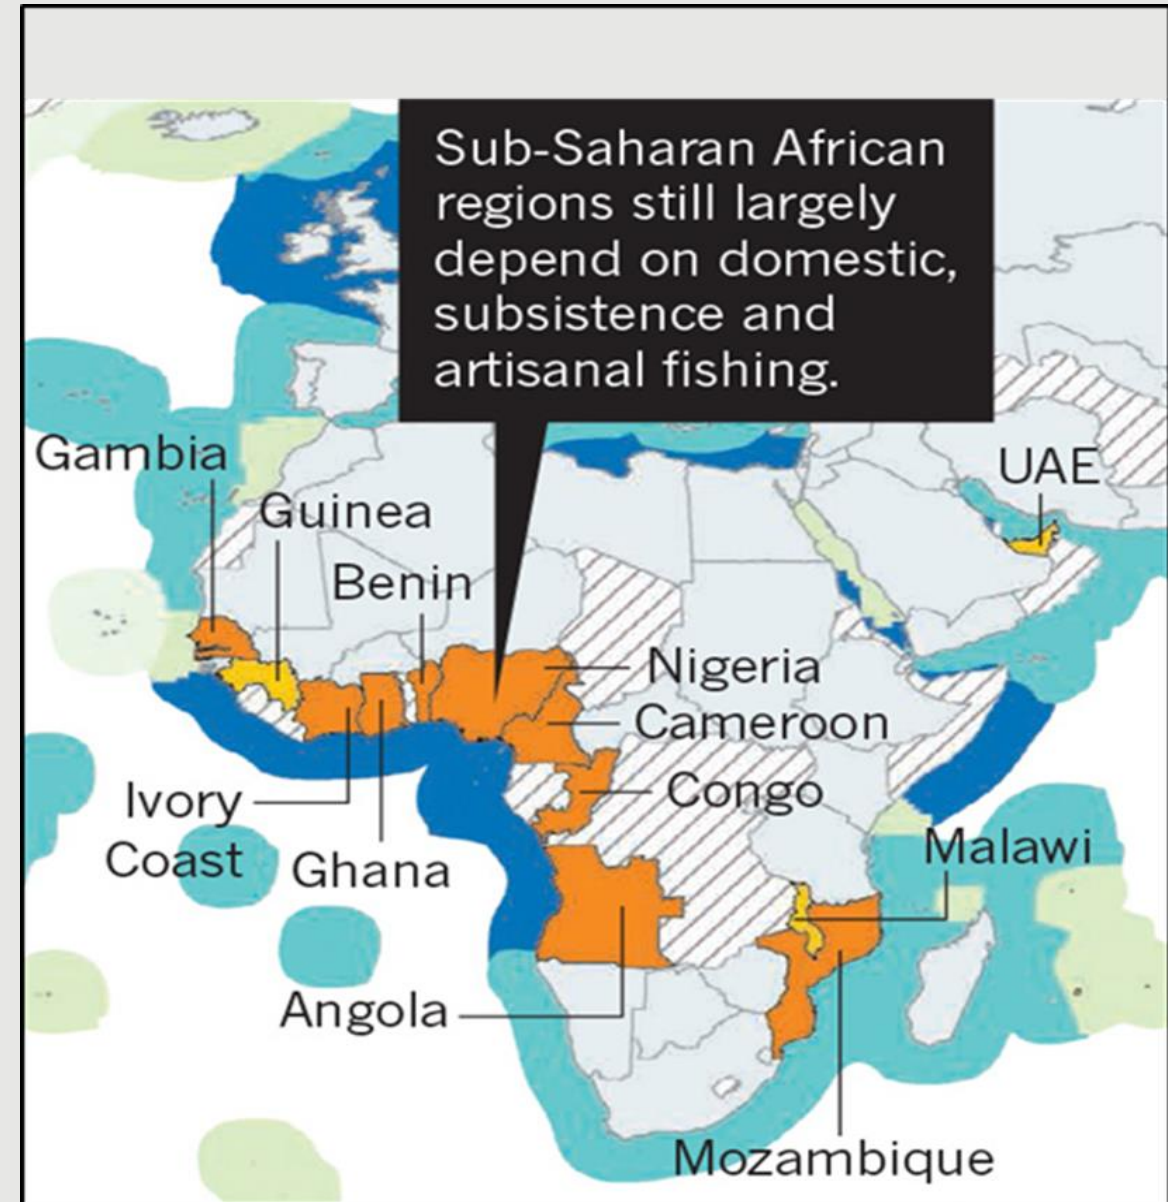 Sub-Saharan African
regions still largely
depend on domestic,
subsistence and
artisanal fishing.
Gambia
UAE
Guinea
Benin
Nigeria
Cameroon
Congo
Ivory
Coast
Ghana
Malawi
Angola
Mozambique